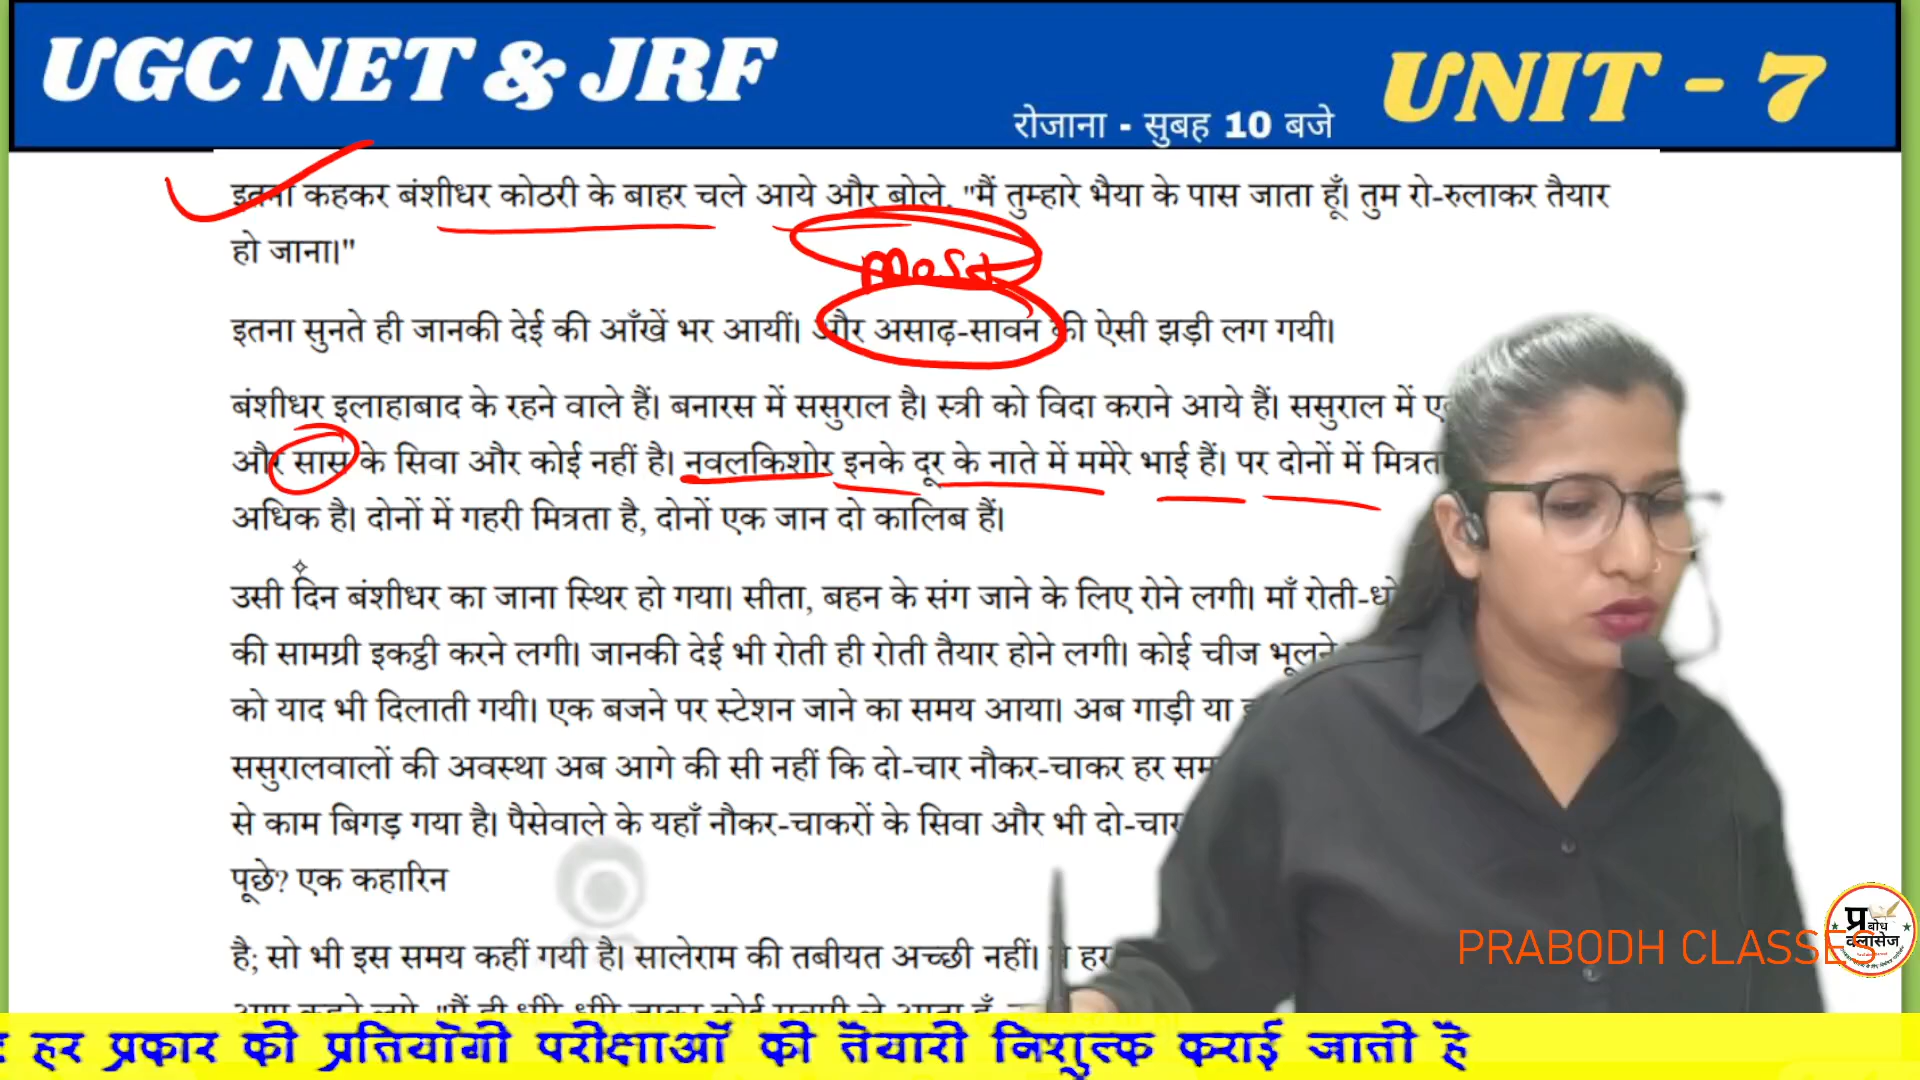 UGC NET & JRF
रोजाना - सुबह 10 बजे
UNIT - 7
इतना कहकर बंशीधर कोठरी के बाहर चले आये और बोले, "मैं तुम्हारे भैया के पास जाता हूँ। तुम रो-रुलाकर तैयार
हो जाना।"
most
इतना सुनते ही जानकी देई की आँखें भर आयीं। और असाढ़-सावन की ऐसी झड़ी लग गयी।
बंशीधर इलाहाबाद के रहने वाले हैं। बनारस में ससुराल है। स्त्री को विदा कराने आये हैं। ससुराल में
और सास के सिवा और कोई नहीं है। नवलकिशोर इनके दूर के नाते में ममेरे भाई हैं। पर दोनों में मित्रता
अधिक है। दोनों में गहरी मित्रता है, दोनों एक जान दो कालिब हैं।
उसी दिन बंशीधर का जाना स्थिर हो गया। सीता, बहन के संग जाने के लिए रोने लगी। माँ
की सामग्री इकट्ठी करने लगी। जानकी देई भी रोती ही रोती तैयार होने लगी। कोई चीज भूलने
को याद भी दिलाती गयी। एक बजने पर स्टेशन जाने का समय आया। अब गाड़ी या
ससुरालवालों की अवस्था अब आगे की सी नहीं कि दो-चार नौकर-चाकर हर
से काम बिगड़ गया है। पैसेवाले के यहाँ नौकर-चाकरों के सिवा और भी दो-चार
पूछे? एक कहारिन
है; सो भी इस समय कहीं गयी है। सालेराम की तबीयत अच्छी नहीं।
PRABODH CLASSES
प्रबोध
क्लासेज
हर प्रकार की प्रतियोगी परीक्षाओं की तैयारी निशुल्क कराई जाती है